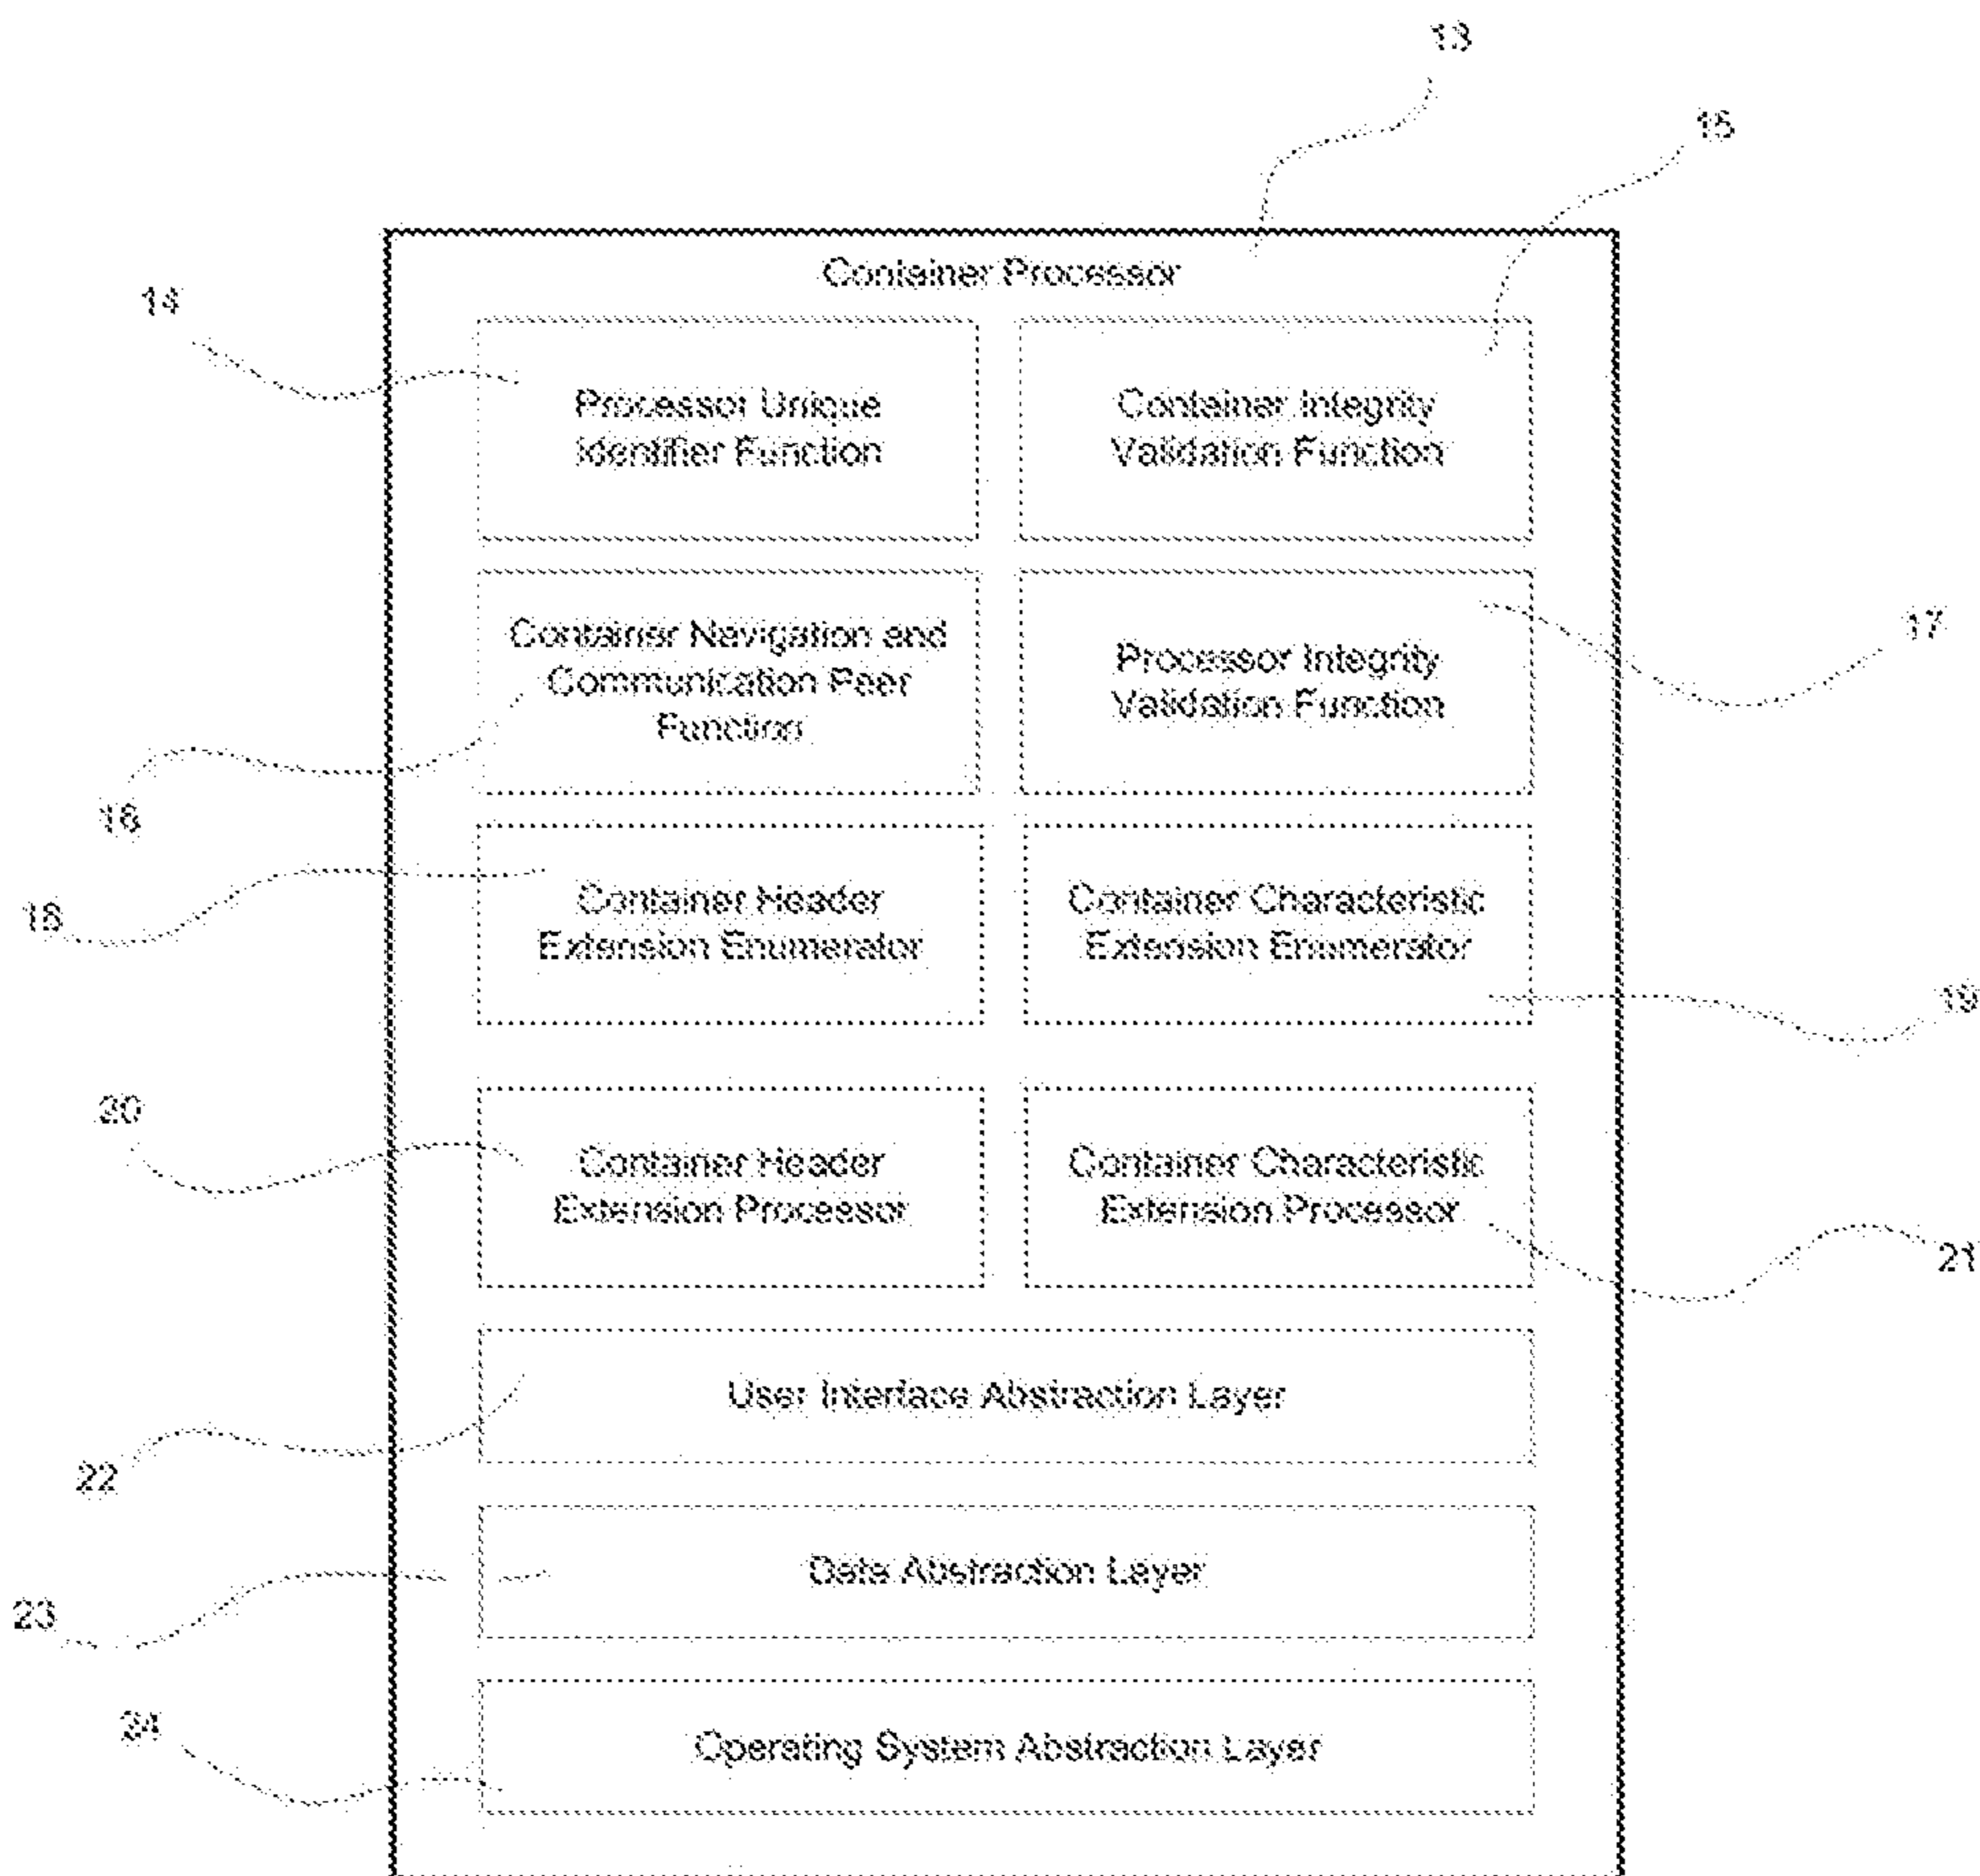 13
15
Container Processor
14
Processor Unique
Identifier Function
Container Integrity
Validation Function
Container Navigation and
Communication Peer
Function
Processor Integrity
Validation Function
17
16
Container Header
Extension Enumerator
Container Characteristic
Extension Enumerator
18
19
20
Container Header
Extension Processor
Container Characteristic
Extension Processor
21
User Interface Abstraction Layer
22
Data Abstraction Layer
23
24
Operating System Abstraction Layer